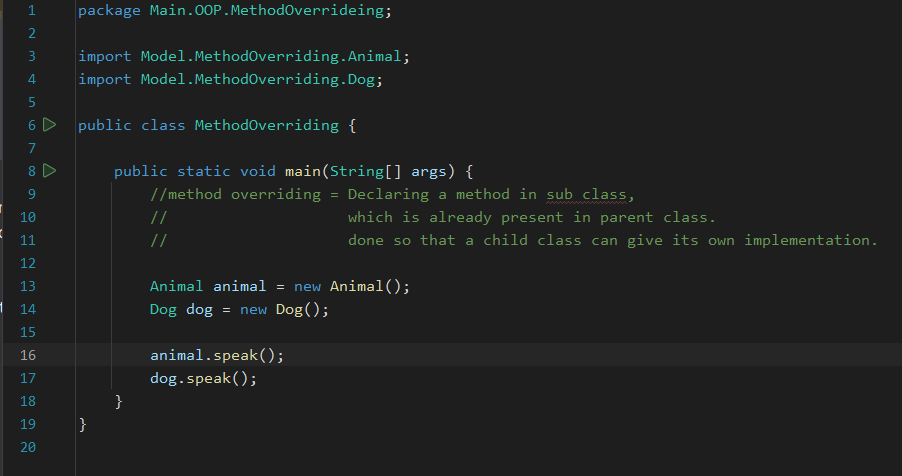 1 package Main.OOP.MethodOverrideing;
2
3 import Model.MethodOverriding.Animal;
4 import Model.MethodOverriding.Dog;
5
6 public class MethodOverriding {
7
8 public static void main(String[] args) {
9 //method overriding = Declaring a method in sub class,
10 // which is already present in parent class.
11 // done so that a child class can give its own implementation.
12
13 Animal animal = new Animal();
14 Dog dog = new Dog();
15
16 animal.speak();
17 dog.speak();
18 }
19 }
20